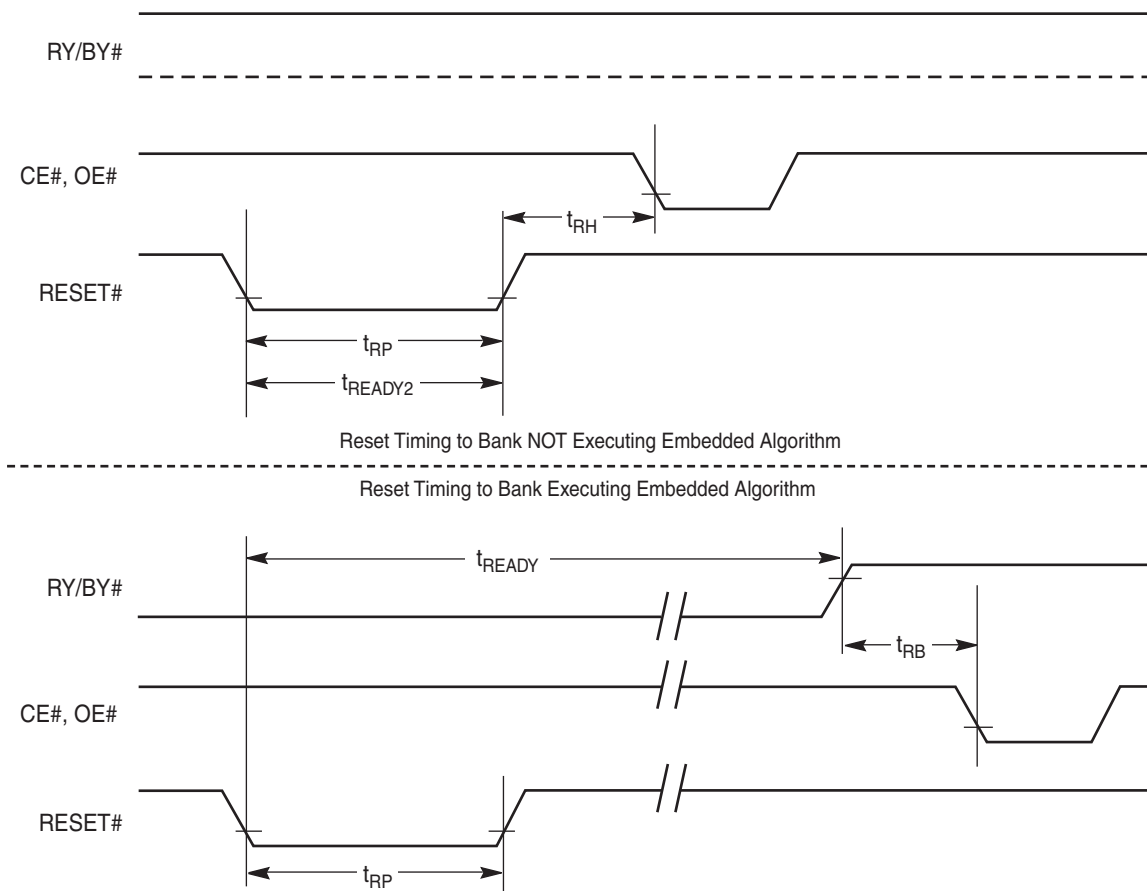 RY/BY#
CE#, OE#
tRH
RESET#
tRP
tREADY2
Reset Timing to Bank NOT Executing Embedded Algorithm
Reset Timing to Bank Executing Embedded Algorithm
tREADY
RY/BY#
tRB
CE#, OE#
RESET#
tRP